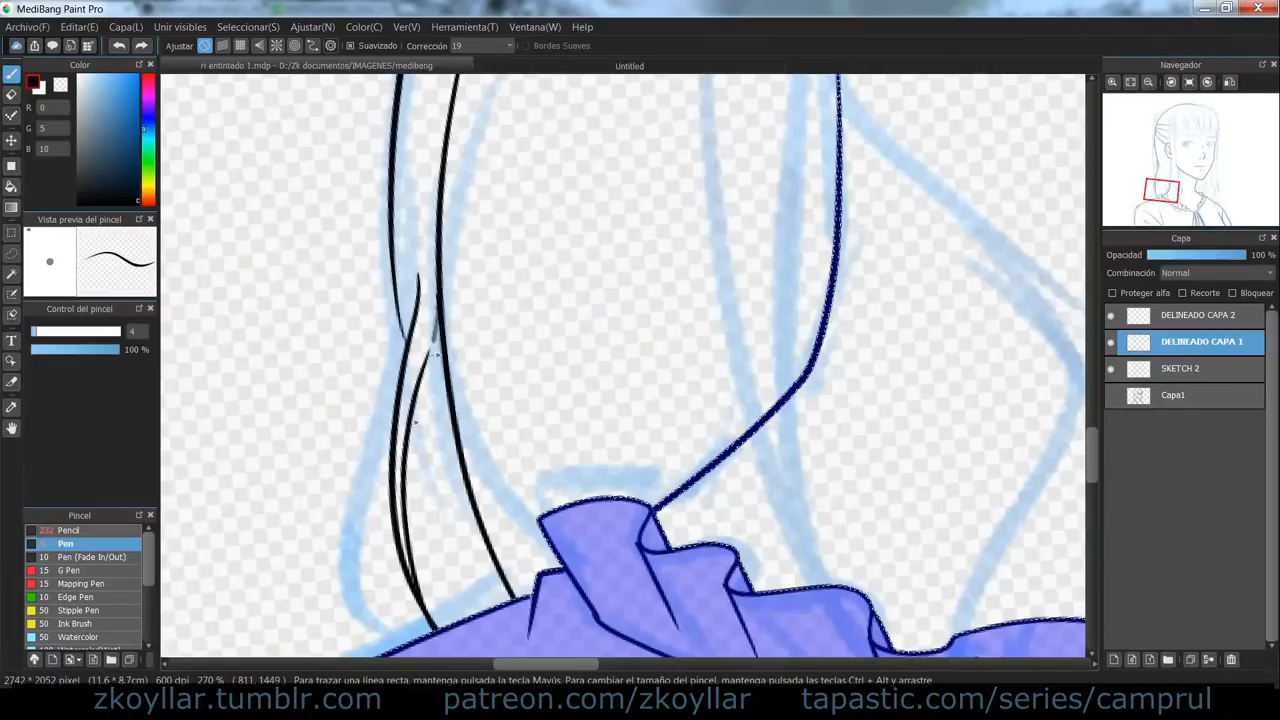 MediBang Paint Pro
Archivo(F) Editar(E) Capa(L) Unir visibles Seleccionar(S) Ajustar(N) Color(C) Ver(V) Herramienta(T) Ventana(W) Help
Ajustar Suavizado Corrección 19 Bordes Suaves
Color
ri entintado 1.mdp - D:/Zk documentos/IMAGENES/medibang
Untitled
Navegador
R 0
G 5
B 10
Vista previa del pincel
Capa
Opacidad 100 %
Combinación Normal
Proteger alfa Recorte Bloquear
Control del pincel
4
100 %
DELINEADO CAPA 2
DELINEADO CAPA 1
SKETCH 2
Capa1
Pincel
232 Pencil
Pen
10 Pen (Fade In/Out)
15 G Pen
15 Mapping Pen
10 Edge Pen
50 Stipple Pen
50 Ink Brush
50 Watercolor
2742 * 2052 pixel (11.6 * 8.7cm) 600 dpi 270 % ( 811, 1449 ) Para trazar una línea recta, mantenga pulsada la tecla Mayús. Para cambiar el tamaño del pincel, mantenga pulsadas las teclas Ctrl + Alt y arrastre
zkoyllar.tumblr.com patreon.com/zkoyllar tapastic.com/series/camprul